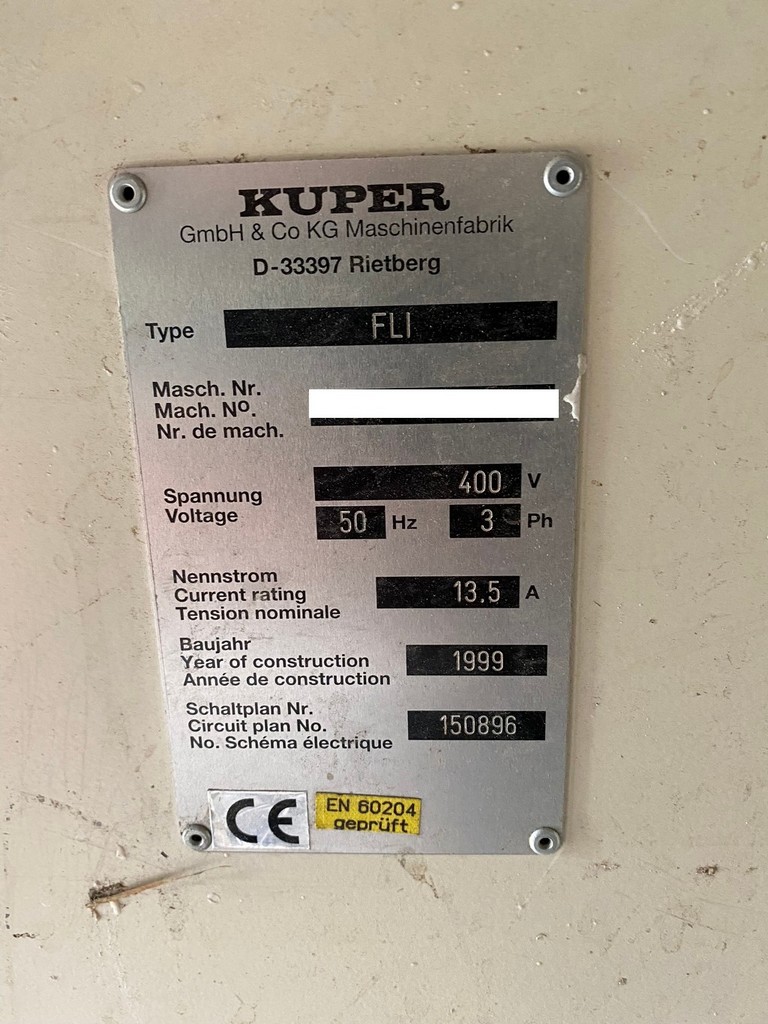 KUPER
GmbH & Co KG Maschinenfabrik
D-33397 Rietberg
Type FLI
Masch. Nr.
Mach. Nº.
Nr. de mach.
Spannung
Voltage
400 V
50 Hz 3 Ph
Nennstrom
Current rating
Tension nominale
13.5 A
Baujahr
Year of construction
Année de construction
1999
Schaltplan Nr.
Circuit plan No.
No. Schéma électrique
150896
CE
EN 60204
geprüft